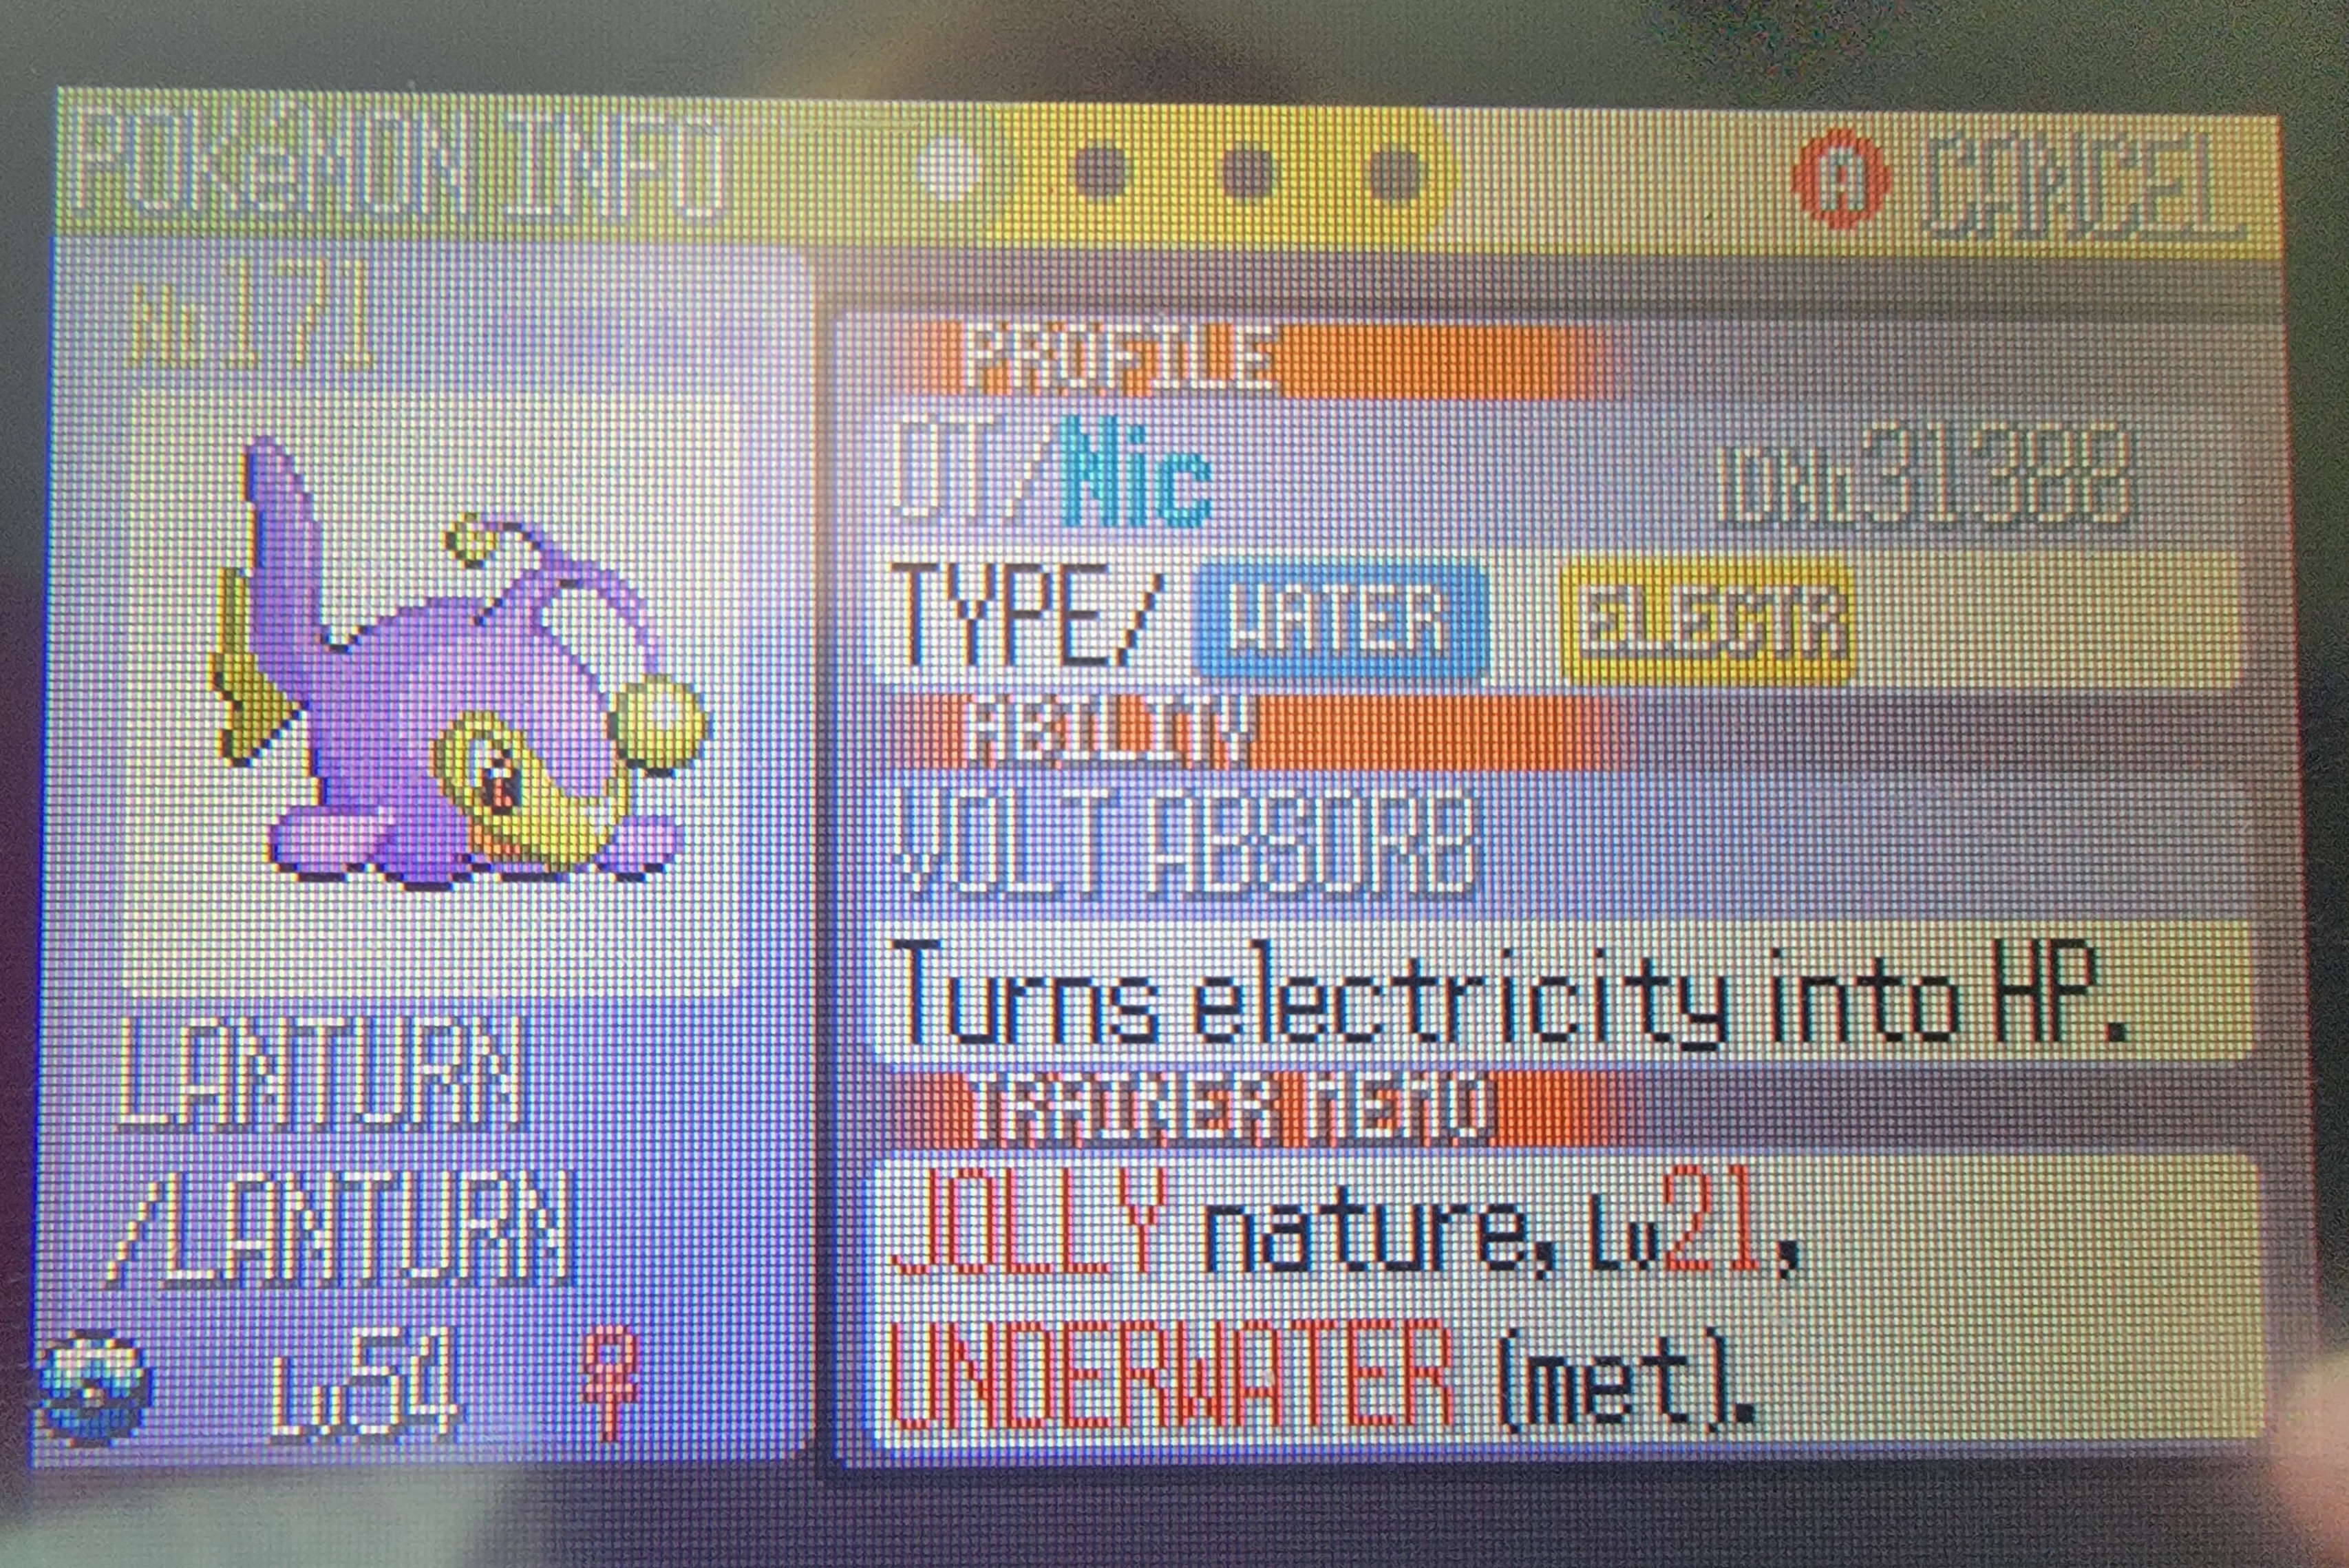 POKéMON INFO
A CANCEL
No171
PROFILE
OT/Nic IDNo31388
TYPE/ WATER ELECTR
ABILITY
VOLT ABSORB
Turns electricity into HP.
TRAINER MEMO
JOLLY nature, Lv21,
UNDERWATER (met).
LANTURN
/LANTURN
Lv54 ♀